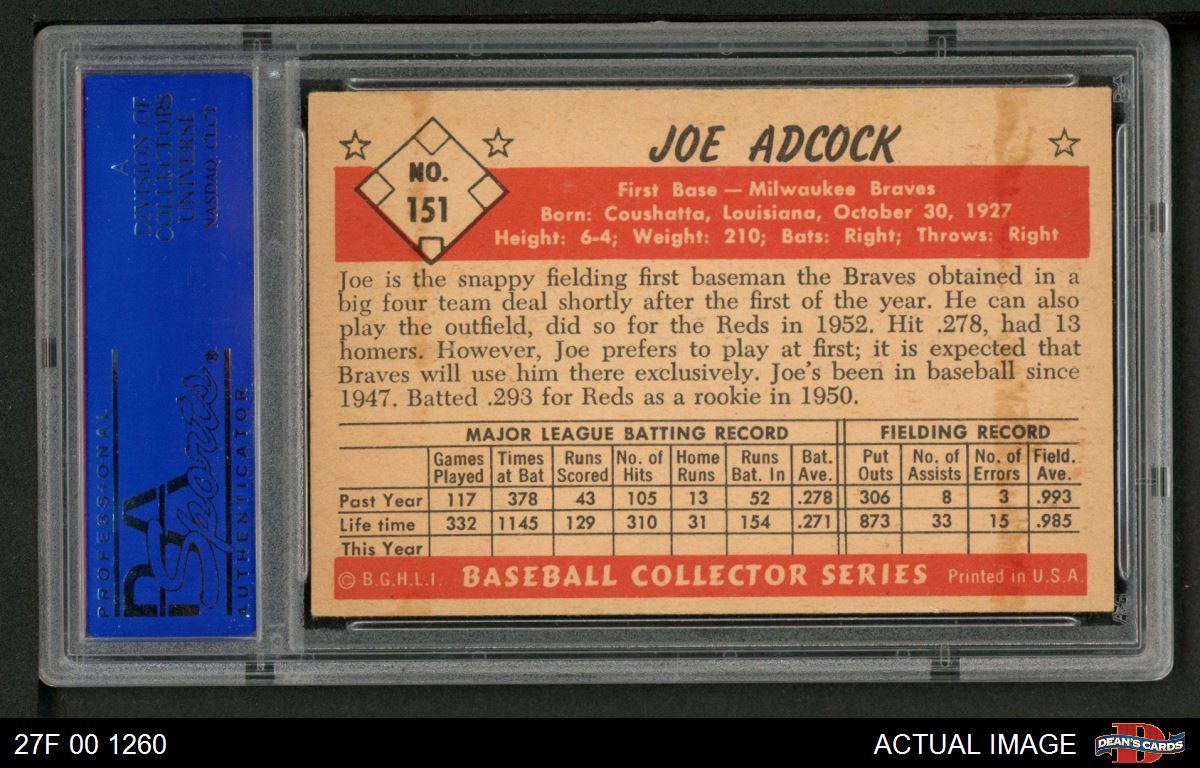 A
DIVISION OF
COLLECTORS
UNIVERSE
NASDAQ: CLCT
PROFESSIONAL
PSA
Sports®
AUTHENTICATOR
NO.
151
JOE ADCOCK
First Base — Milwaukee Braves
Born: Coushatta, Louisiana, October 30, 1927
Height: 6-4; Weight: 210; Bats: Right; Throws: Right
Joe is the snappy fielding first baseman the Braves obtained in a
big four team deal shortly after the first of the year. He can also
play the outfield, did so for the Reds in 1952. Hit .278, had 13
homers. However, Joe prefers to play at first; it is expected that
Braves will use him there exclusively. Joe's been in baseball since
1947. Batted .293 for Reds as a rookie in 1950.
MAJOR LEAGUE BATTING RECORD FIELDING RECORD
Games Times Runs No. of Home Runs Bat. Put No. of No. of Field.
Played at Bat Scored Hits Runs Bat. In Ave. Outs Assists Errors Ave.
Past Year 117 378 43 105 13 52 .278 306 8 3 .993
Life time 332 1145 129 310 31 154 .271 873 33 15 .985
This Year
© B.G.H.L.I. BASEBALL COLLECTOR SERIES Printed in U.S.A.
27F 00 1260 ACTUAL IMAGE DEAN'S CARDS